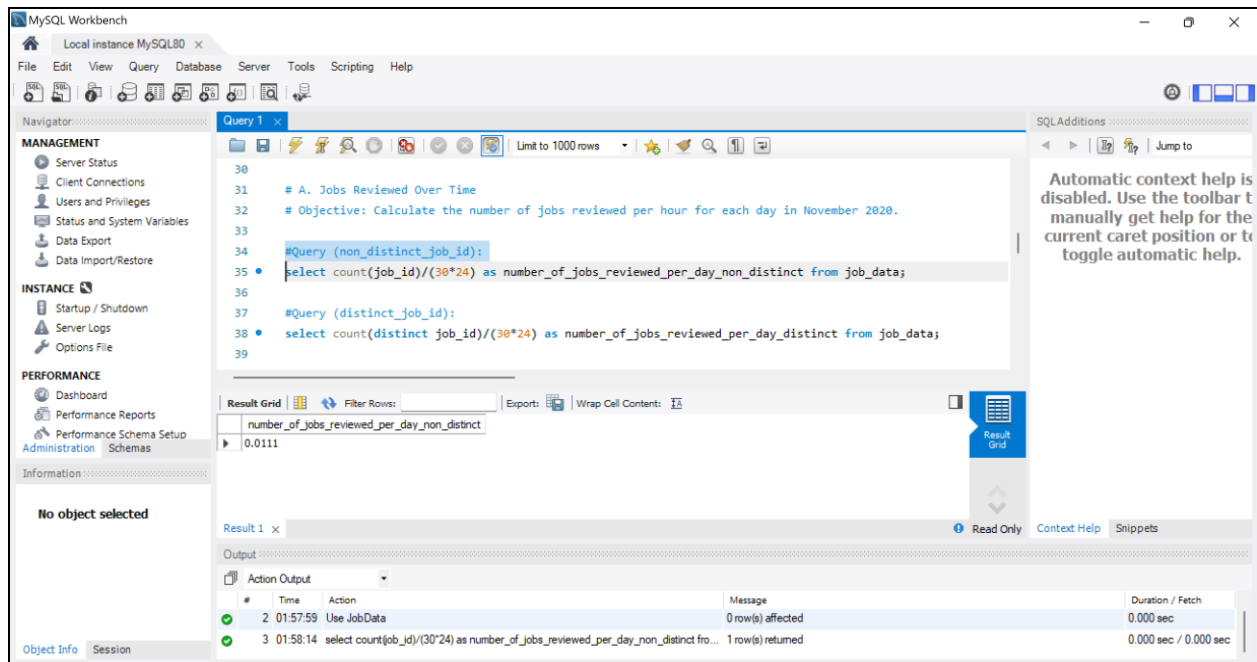 MySQL Workbench
Local instance MySQL80 ×
File Edit View Query Database Server Tools Scripting Help
Navigator
MANAGEMENT
Server Status
Client Connections
Users and Privileges
Status and System Variables
Data Export
Data Import/Restore
INSTANCE
Startup / Shutdown
Server Logs
Options File
PERFORMANCE
Dashboard
Performance Reports
Performance Schema Setup
Administration Schemas
Information
No object selected
Object Info Session
Query 1 ×
Limit to 1000 rows
30
31 # A. Jobs Reviewed Over Time
32 # Objective: Calculate the number of jobs reviewed per hour for each day in November 2020.
33
34 #Query (non_distinct_job_id):
35 select count(job_id)/(30*24) as number_of_jobs_reviewed_per_day_non_distinct from job_data;
36
37 #Query (distinct_job_id):
38 select count(distinct job_id)/(30*24) as number_of_jobs_reviewed_per_day_distinct from job_data;
39
Result Grid Filter Rows: Export: Wrap Cell Content:
number_of_jobs_reviewed_per_day_non_distinct
0.0111
Result
Grid
Result 1 × Read Only
Output
Action Output
# Time Action Message Duration / Fetch
2 01:57:59 Use JobData 0 row(s) affected 0.000 sec
3 01:58:14 select count(job_id)/(30*24) as number_of_jobs_reviewed_per_day_non_distinct fro... 1 row(s) returned 0.000 sec / 0.000 sec
SQLAdditions
Jump to
Automatic context help is
disabled. Use the toolbar t
manually get help for the
current caret position or to
toggle automatic help.
Context Help Snippets